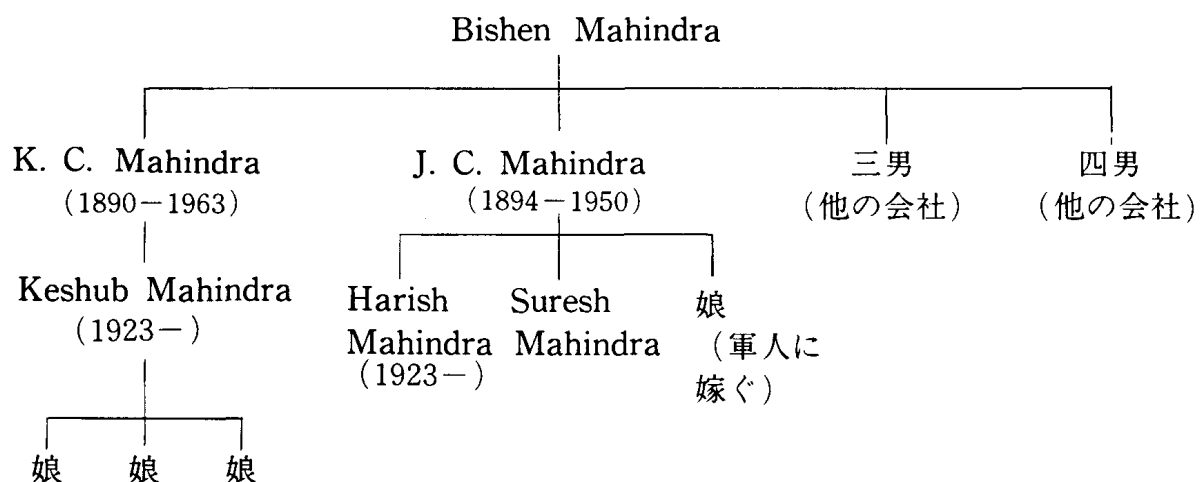 Bishen Mahindra
K. C. Mahindra
(1890－1963)
J. C. Mahindra
(1894－1950)
三男
(他の会社)
四男
(他の会社)
Keshub Mahindra
(1923－)
Harish
Mahindra
(1923－)
Suresh
Mahindra
娘
(軍人に
嫁ぐ)
娘
娘
娘